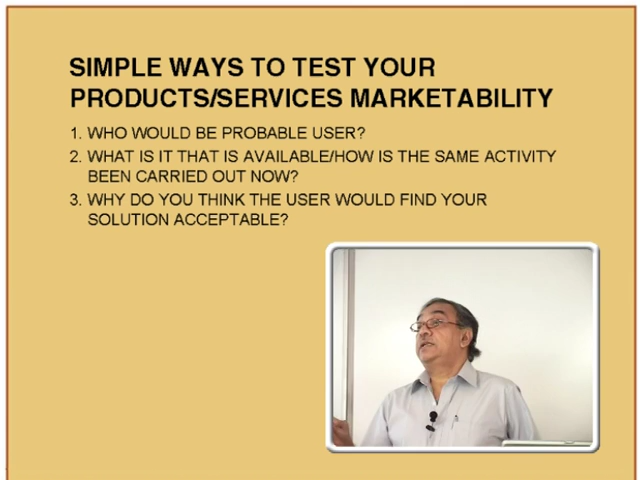 SIMPLE WAYS TO TEST YOUR
PRODUCTS/SERVICES MARKETABILITY
1. WHO WOULD BE PROBABLE USER?
2. WHAT IS IT THAT IS AVAILABLE/HOW IS THE SAME ACTIVITY
BEEN CARRIED OUT NOW?
3. WHY DO YOU THINK THE USER WOULD FIND YOUR
SOLUTION ACCEPTABLE?